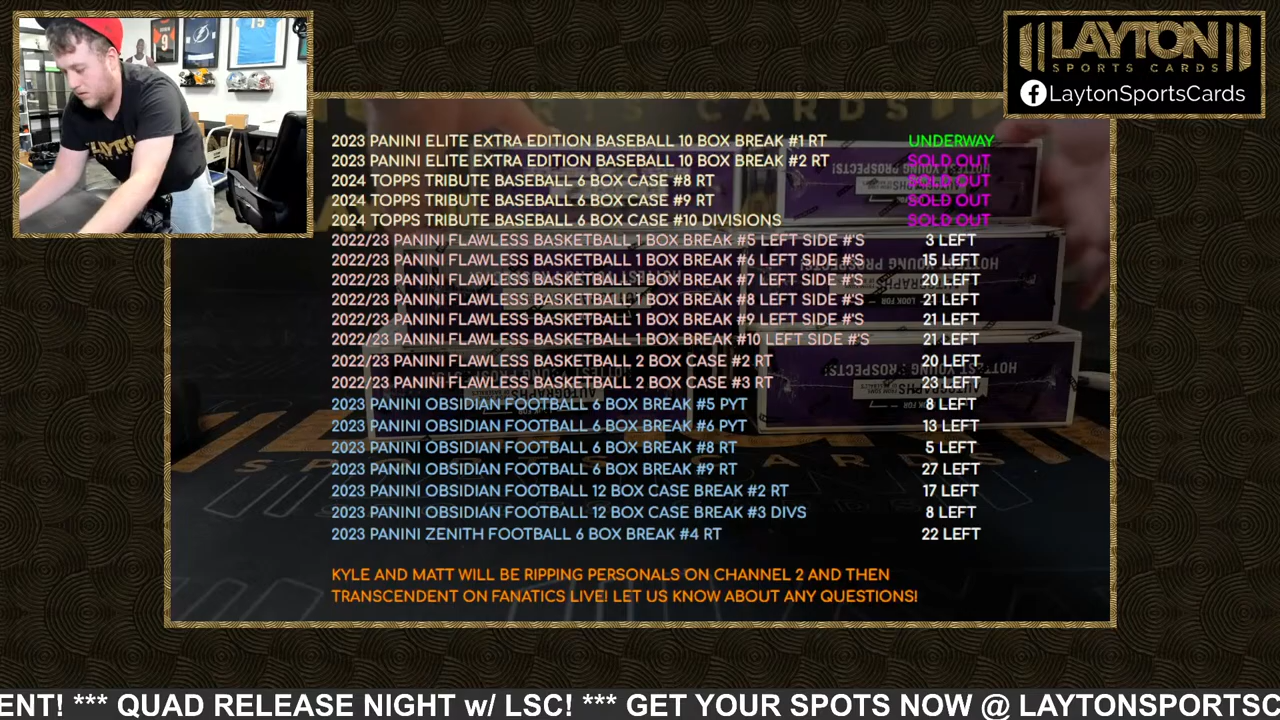 LAYTON
SPORTS CARDS
LaytonSportsCards
2023 PANINI ELITE EXTRA EDITION BASEBALL 10 BOX BREAK #1 RT UNDERWAY
2023 PANINI ELITE EXTRA EDITION BASEBALL 10 BOX BREAK #2 RT SOLD OUT
2024 TOPPS TRIBUTE BASEBALL 6 BOX CASE #8 RT SOLD OUT
2024 TOPPS TRIBUTE BASEBALL 6 BOX CASE #9 RT SOLD OUT
2024 TOPPS TRIBUTE BASEBALL 6 BOX CASE #10 DIVISIONS SOLD OUT
2022/23 PANINI FLAWLESS BASKETBALL 1 BOX BREAK #5 LEFT SIDE #'S 3 LEFT
2022/23 PANINI FLAWLESS BASKETBALL 1 BOX BREAK #6 LEFT SIDE #'S 15 LEFT
2022/23 PANINI FLAWLESS BASKETBALL 1 BOX BREAK #7 LEFT SIDE #'S 20 LEFT
2022/23 PANINI FLAWLESS BASKETBALL 1 BOX BREAK #8 LEFT SIDE #'S 21 LEFT
2022/23 PANINI FLAWLESS BASKETBALL 1 BOX BREAK #9 LEFT SIDE #'S 21 LEFT
2022/23 PANINI FLAWLESS BASKETBALL 1 BOX BREAK #10 LEFT SIDE #'S 21 LEFT
2022/23 PANINI FLAWLESS BASKETBALL 2 BOX CASE #2 RT 20 LEFT
2022/23 PANINI FLAWLESS BASKETBALL 2 BOX CASE #3 RT 23 LEFT
2023 PANINI OBSIDIAN FOOTBALL 6 BOX BREAK #5 PYT 8 LEFT
2023 PANINI OBSIDIAN FOOTBALL 6 BOX BREAK #6 PYT 13 LEFT
2023 PANINI OBSIDIAN FOOTBALL 6 BOX BREAK #8 RT 5 LEFT
2023 PANINI OBSIDIAN FOOTBALL 6 BOX BREAK #9 RT 27 LEFT
2023 PANINI OBSIDIAN FOOTBALL 12 BOX CASE BREAK #2 RT 17 LEFT
2023 PANINI OBSIDIAN FOOTBALL 12 BOX CASE BREAK #3 DIVS 8 LEFT
2023 PANINI ZENITH FOOTBALL 6 BOX BREAK #4 RT 22 LEFT
KYLE AND MATT WILL BE RIPPING PERSONALS ON CHANNEL 2 AND THEN
TRANSCENDENT ON FANATICS LIVE! LET US KNOW ABOUT ANY QUESTIONS!
ENT! *** QUAD RELEASE NIGHT w/ LSC! *** GET YOUR SPOTS NOW @ LAYTONSPORTSC